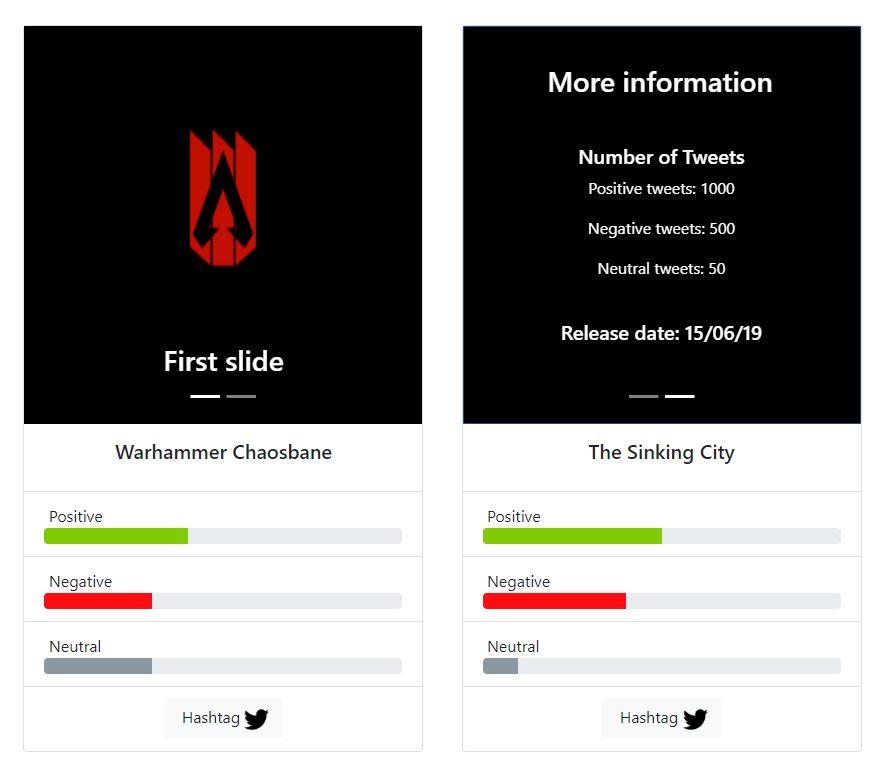 First slide
Warhammer Chaosbane
Positive
Negative
Neutral
Hashtag
More information
Number of Tweets
Positive tweets: 1000
Negative tweets: 500
Neutral tweets: 50
Release date: 15/06/19
The Sinking City
Positive
Negative
Neutral
Hashtag